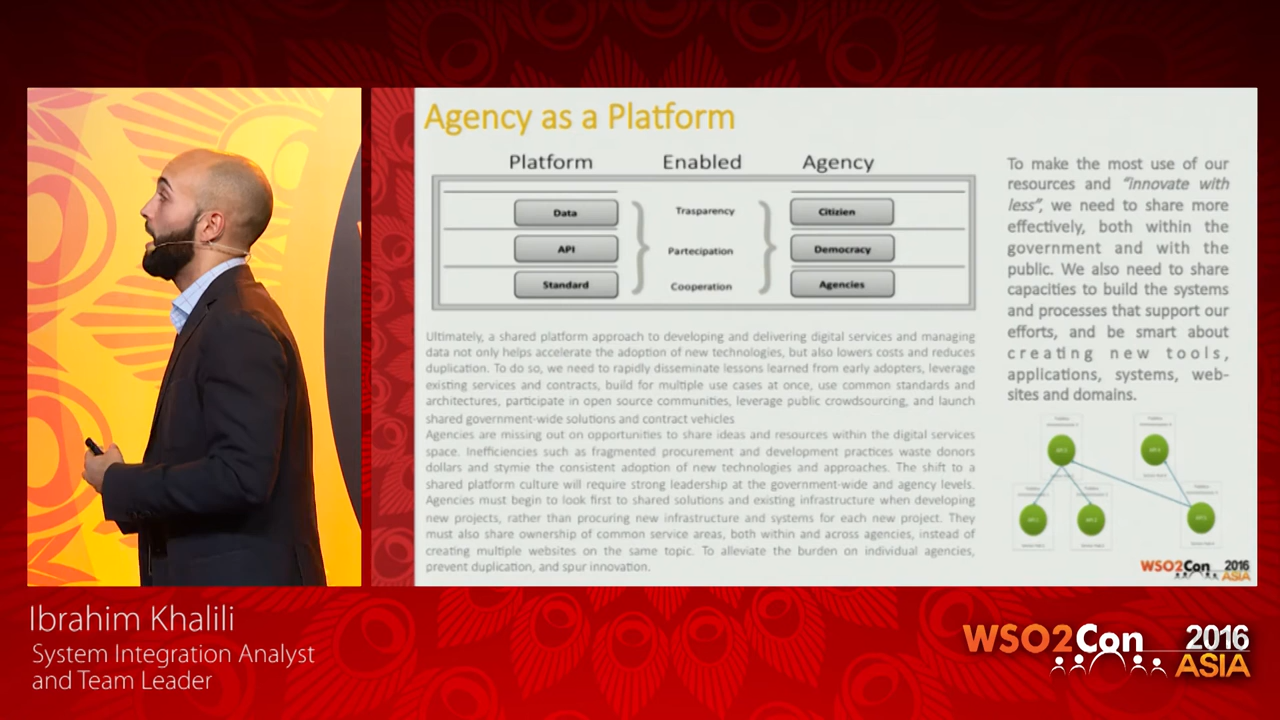 Agency as a Platform
Platform Enabled Agency
Data Trasparency Citizien
API Partecipation Democracy
Standard Cooperation Agencies
Ultimately, a shared platform approach to developing and delivering digital services and managing
data not only helps accelerate the adoption of new technologies, but also lowers costs and reduces
duplication. To do so, we need to rapidly disseminate lessons learned from early adopters, leverage
existing services and contracts, build for multiple use cases at once, use common standards and
architectures, participate in open source communities, leverage public crowdsourcing, and launch
shared government-wide solutions and contract vehicles
Agencies are missing out on opportunities to share ideas and resources within the digital services
space. Inefficiencies such as fragmented procurement and development practices waste donors
dollars and stymie the consistent adoption of new technologies and approaches. The shift to a
shared platform culture will require strong leadership at the government-wide and agency levels.
Agencies must begin to look first to shared solutions and existing infrastructure when developing
new projects, rather than procuring new infrastructure and systems for each new project. They
must also share ownership of common service areas, both within and across agencies, instead of
creating multiple websites on the same topic. To alleviate the burden on individual agencies,
prevent duplication, and spur innovation.
To make the most use of our
resources and “innovate with
less”, we need to share more
effectively, both within the
government and with the
public. We also need to share
capacities to build the systems
and processes that support our
efforts, and be smart about
creating new tools,
applications, systems, web-
sites and domains.
WSO2Con 2016
ASIA
Ibrahim Khalili
System Integration Analyst
and Team Leader
WSO2Con 2016
ASIA